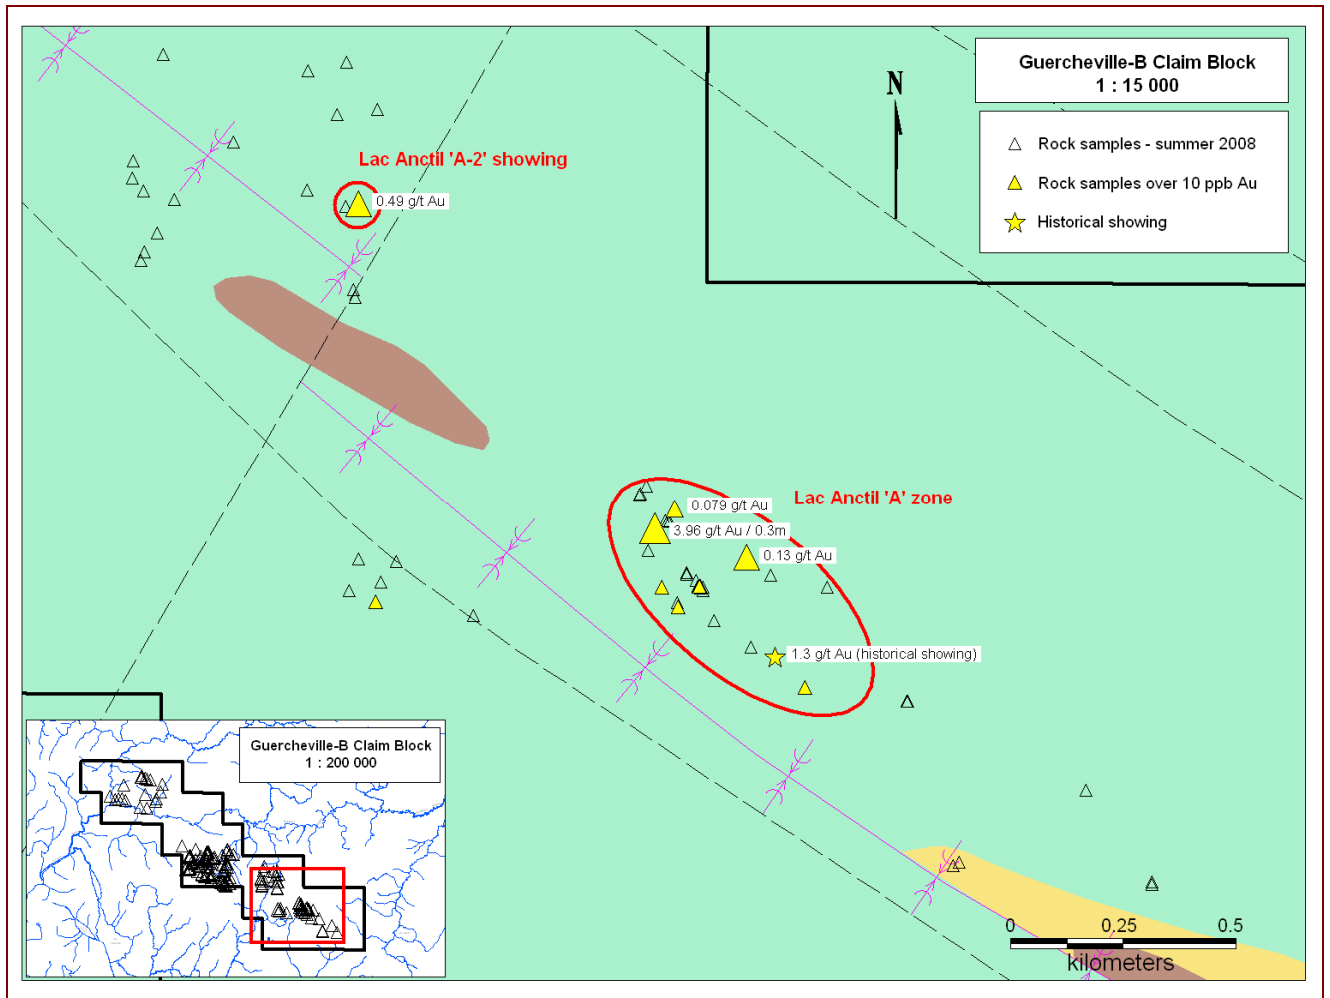 Guercheville-B Claim Block
1 : 15 000
N
Rock samples - summer 2008
Rock samples over 10 ppb Au
Historical showing
Lac Anctil 'A-2' showing
0.49 g/t Au
Lac Anctil 'A' zone
0.079 g/t Au
3.96 g/t Au / 0.3m
0.13 g/t Au
1.3 g/t Au (historical showing)
Guercheville-B Claim Block
1 : 200 000
0 0.25 0.5
kilometers